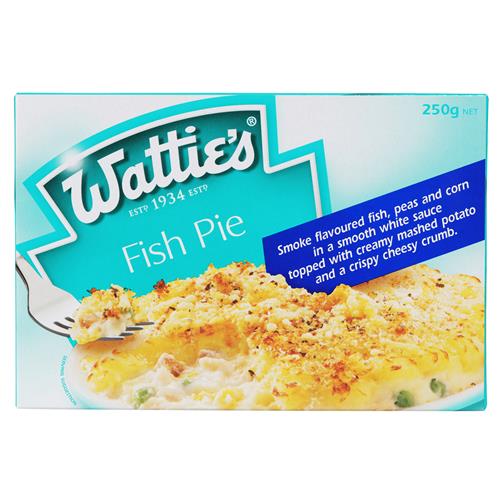 250g NET
Wattie's®
ESTD 1934 ESTD
Fish Pie
Smoke flavoured fish, peas and corn
in a smooth white sauce
topped with creamy mashed potato
and a crispy cheesy crumb.